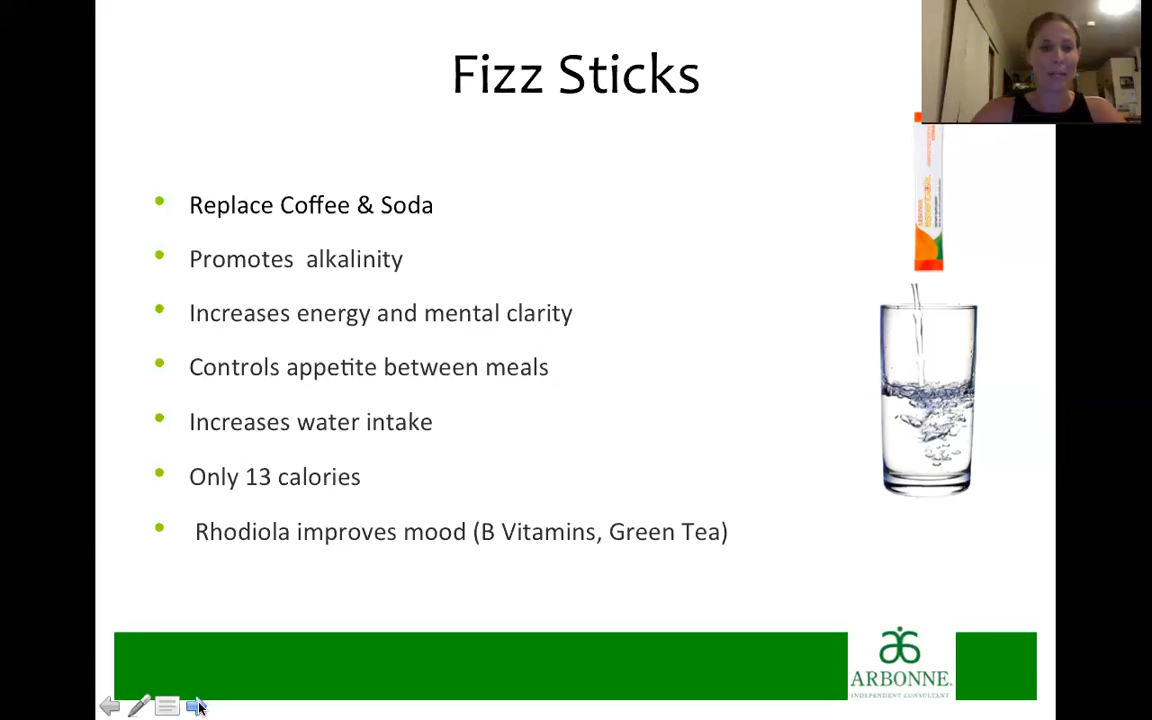 Fizz Sticks
Replace Coffee & Soda
Promotes alkalinity
Increases energy and mental clarity
Controls appetite between meals
Increases water intake
Only 13 calories
Rhodiola improves mood (B Vitamins, Green Tea)
ARBONNE.
INDEPENDENT CONSULTANT